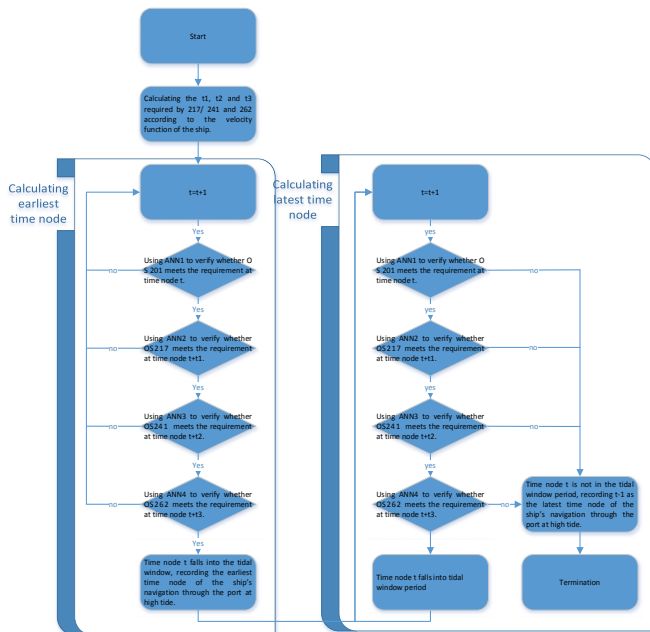 Start
Calculating the t1, t2 and t3
required by 217/ 241 and 262
according to the velocity
function of the ship.
Calculating
earliest
time node
t=t+1
Yes
Using ANN1 to verify whether O
S 201 meets the requirement at
time node t.
no
Yes
Using ANN2 to verify whether
OS217 meets the requirement
at time node t+t1.
no
Yes
Using ANN3 to verify whether
OS241 meets the requirement
at time node t+t2.
no
Yes
Using ANN4 to verify whether
OS262 meets the requirement
at time node t+t3.
no
Yes
Time node t falls into the tidal
window, recording the earliest
time node of the ship's
navigation through the port at
high tide.
Calculating
latest time
node
t=t+1
yes
Using ANN1 to verify whether O
S 201 meets the requirement at
time node t.
no
yes
Using ANN2 to verify whether
OS217 meets the requirement
at time node t+t1.
no
yes
Using ANN3 to verify whether
OS241 meets the requirement
at time node t+t2.
no
yes
Using ANN4 to verify whether
OS262 meets the requirement
at time node t+t3.
no
Time node t is not in the tidal
window period, recording t-1 as
the latest time node of the
ship's navigation through the
port at high tide.
Time node t falls into tidal
window period
Termination